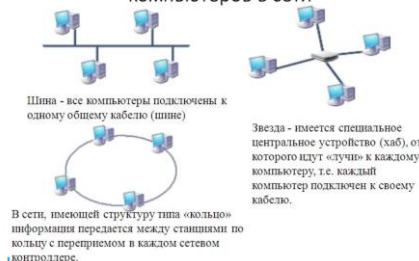 компьютеров в сети
Шина - все компьютеры подключены к
одному общему кабелю (шине)
Звезда - имеется специальное
центральное устройство (хаб), от
которого идут «лучи» к каждому
компьютеру, т.е. каждый
компьютер подключен к своему
кабелю.
В сети, имеющей структуру типа «кольцо»
информация передается между станциями по
кольцу с переприемом в каждом сетевом
контроллере.